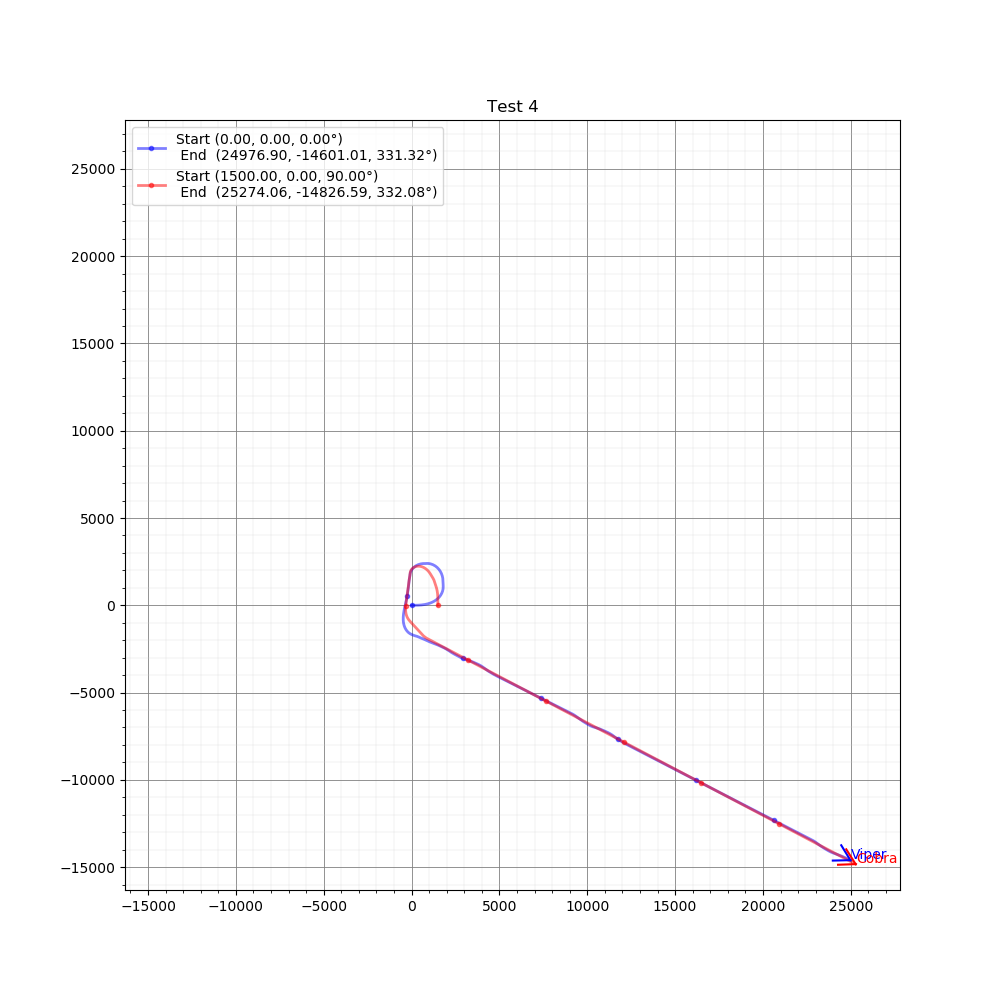 Test 4
Start (0.00, 0.00, 0.00°)
End  (24976.90, -14601.01, 331.32°)
Start (1500.00, 0.00, 90.00°)
End  (25274.06, -14826.59, 332.08°)
25000
20000
15000
10000
5000
0
−5000
−10000
−15000
Viper
Cobra
−15000 −10000 −5000 0 5000 10000 15000 20000 25000